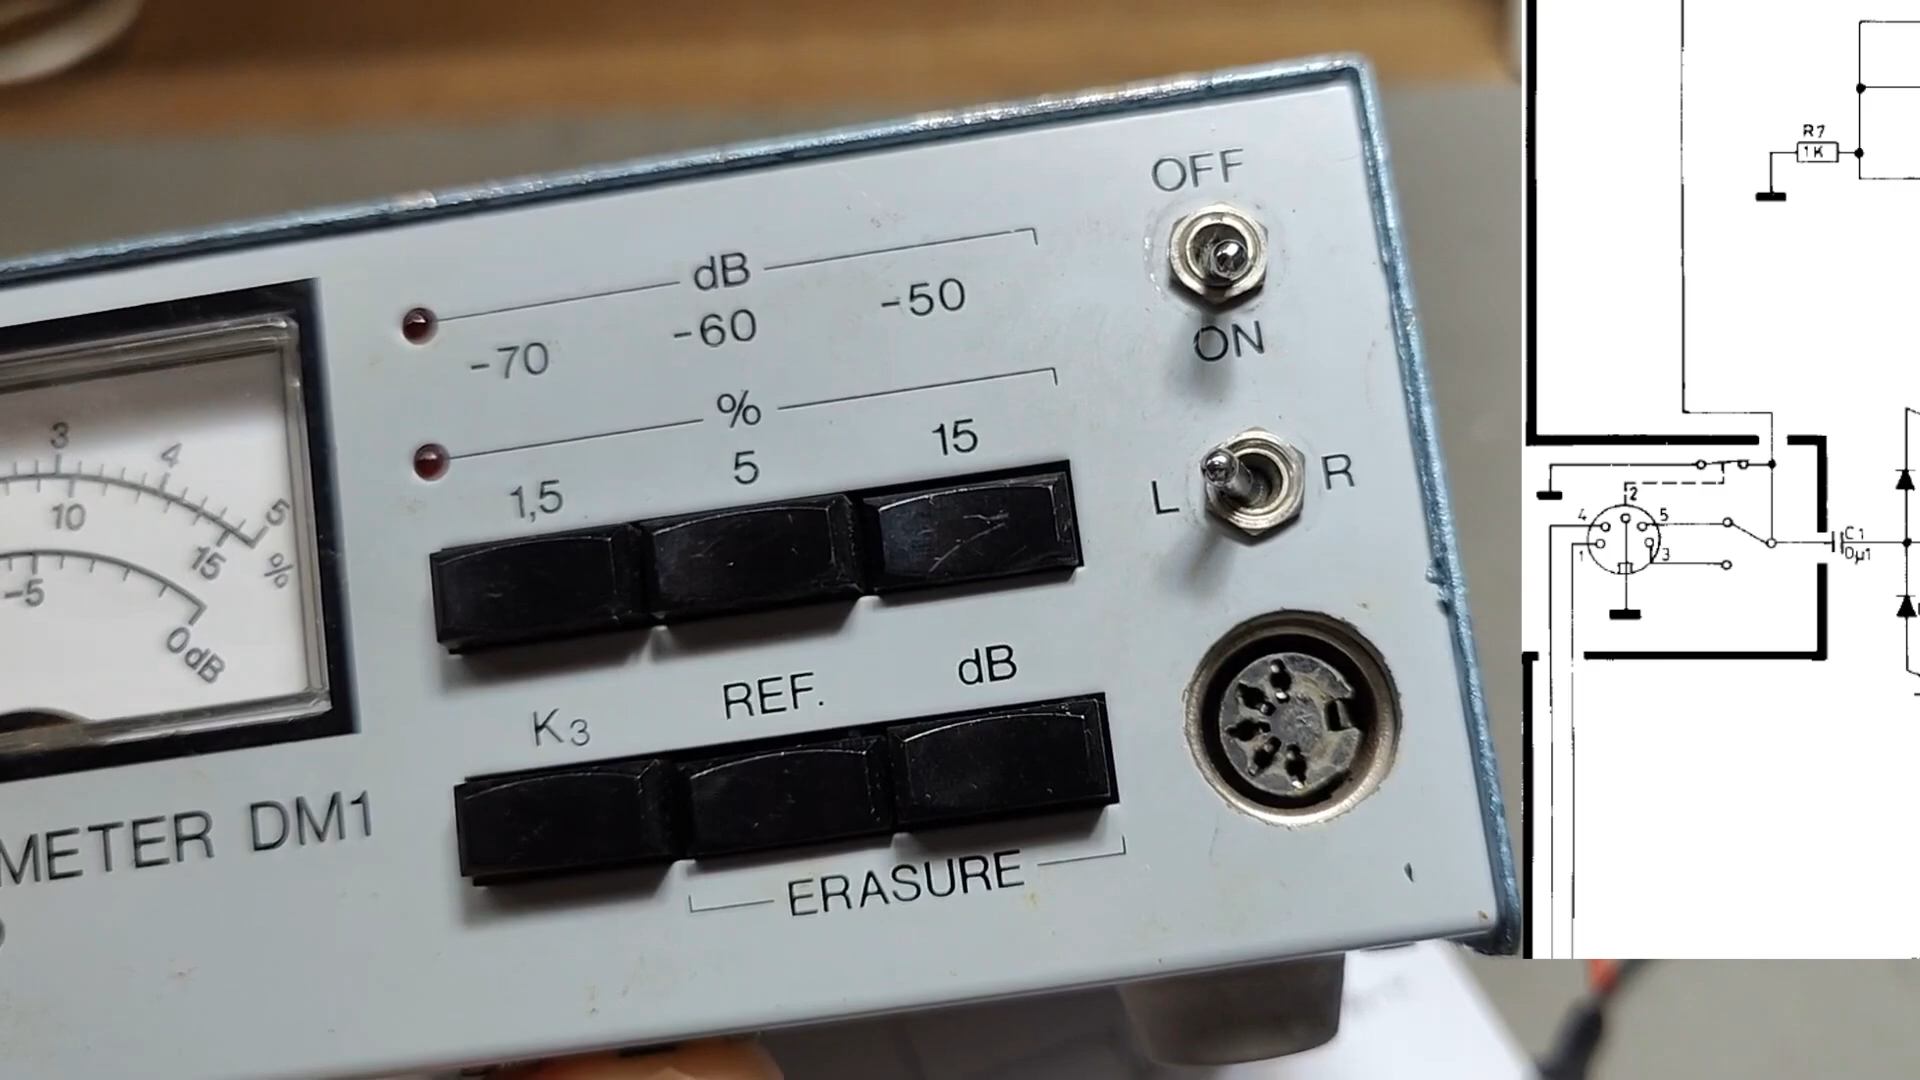 OFF
ON
dB
-70 -60 -50
%
1,5 5 15
L R
K3 REF. dB
ERASURE
METER DM1
3 4 5
10 15 %
-5 0dB
R7
1K
2
4 5
1 3
C1
0µ1